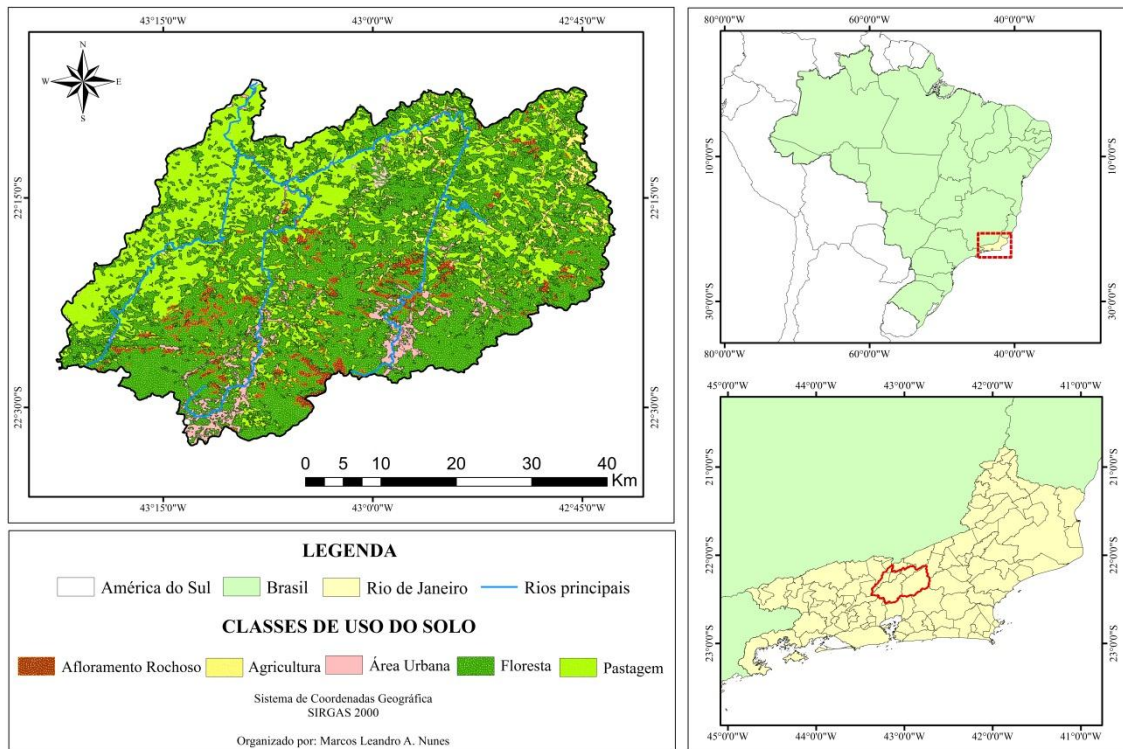 43°15'0"W 43°0'0"W 42°45'0"W
N
W E
S
22°15'0"S 22°15'0"S
22°30'0"S 22°30'0"S
0 5 10 20 30 40
Km
43°15'0"W 43°0'0"W 42°45'0"W
LEGENDA
América do Sul Brasil Rio de Janeiro Rios principais
CLASSES DE USO DO SOLO
Afloramento Rochoso Agricultura Área Urbana Floresta Pastagem
Sistema de Coordenadas Geográfica
SIRGAS 2000
Organizado por: Marcos Leandro A. Nunes
80°0'0"W 60°0'0"W 40°0'0"W
10°0'0"S 10°0'0"S
30°0'0"S 30°0'0"S
80°0'0"W 60°0'0"W 40°0'0"W
45°0'0"W 44°0'0"W 43°0'0"W 42°0'0"W 41°0'0"W
21°0'0"S 21°0'0"S
22°0'0"S 22°0'0"S
23°0'0"S 23°0'0"S
45°0'0"W 44°0'0"W 43°0'0"W 42°0'0"W 41°0'0"W